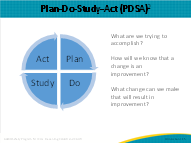 Plan-Do-Study-Act (PDSA)
Act
Plan
Study
Do
What are we trying to
accomplish?
How will we know that a
change is an
improvement?
What change can we make
that will result in
improvement?